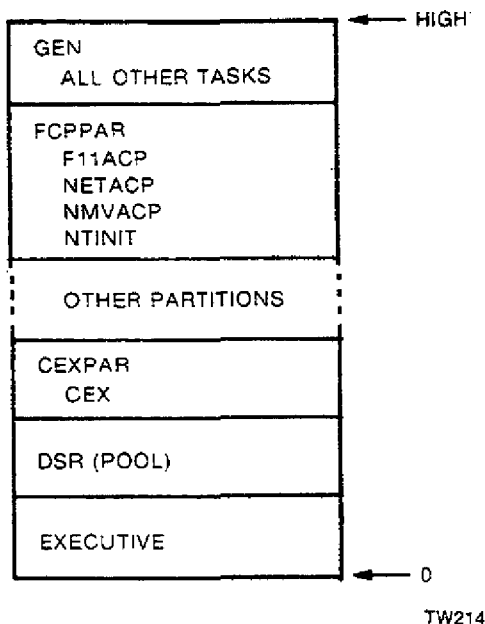 HIGH
GEN
ALL OTHER TASKS
FCPPAR
F11ACP
NETACP
NMVACP
NTINIT
OTHER PARTITIONS
CEXPAR
CEX
DSR (POOL)
EXECUTIVE
0
TW214